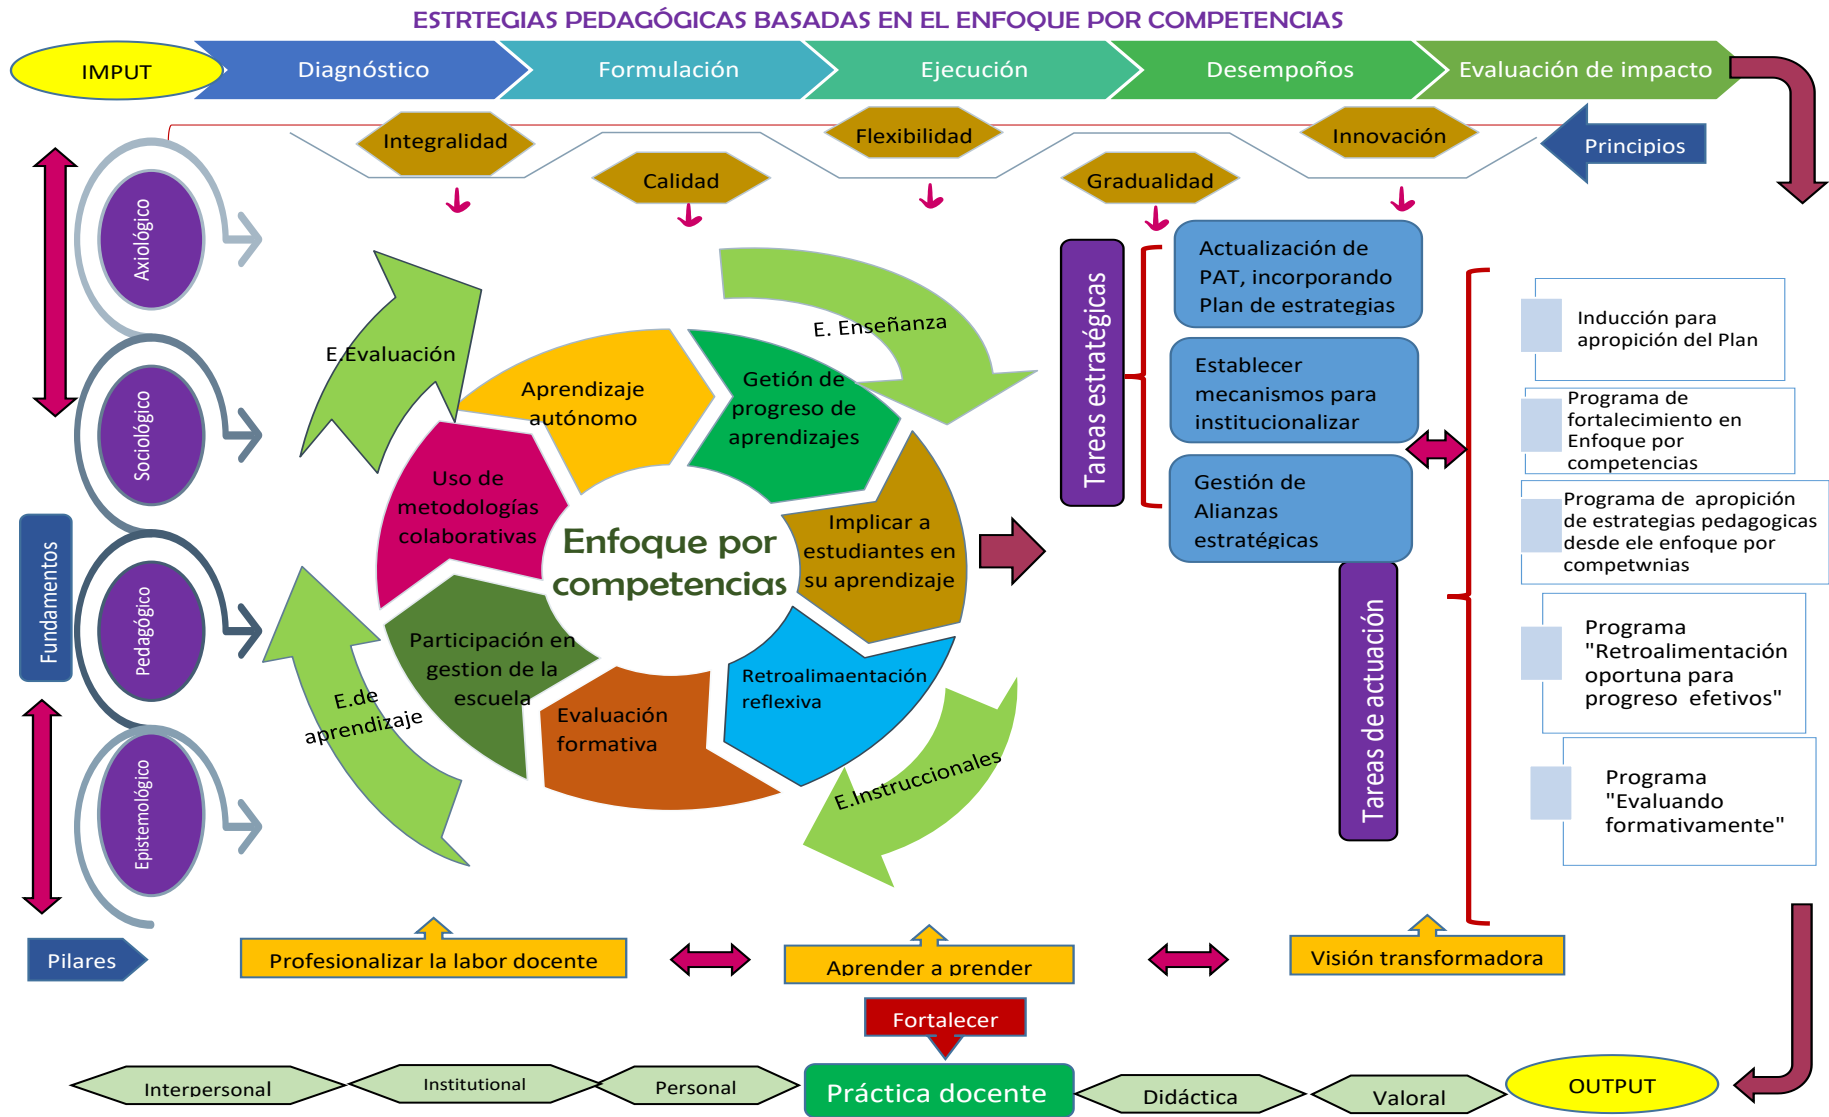 ESTRTEGIAS PEDAGÓGICAS BASADAS EN EL ENFOQUE POR COMPETENCIAS
IMPUT
Diagnóstico
Formulación
Ejecución
Desempoños
Evaluación de impacto
Integralidad
Calidad
Flexibilidad
Gradualidad
Innovación
Principios
Axiológico
Sociológico
Fundamentos
Pedagógico
Epistemológico
E.Evaluación
E. Enseñanza
E.de
aprendizaje
E.Instruccionales
Aprendizaje
autónomo
Getión de
progreso de
aprendizajes
Uso de
metodologías
colaborativas
Implicar a
estudiantes en
su aprendizaje
Enfoque por
competencias
Participación en
gestion de la
escuela
Retroalimaentación
reflexiva
Evaluación
formativa
Tareas estratégicas
Actualización de
PAT, incorporando
Plan de estrategias
Establecer
mecanismos para
institucionalizar
Gestión de
Alianzas
estratégicas
Tareas de actuación
Inducción para
apropición del Plan
Programa de
fortalecimiento en
Enfoque por
competencias
Programa de apropición
de estrategias pedagogicas
desde ele enfoque por
competwnias
Programa
"Retroalimentación
oportuna para
progreso efetivos"
Programa
"Evaluando
formativamente"
Pilares
Profesionalizar la labor docente
Aprender a prender
Visión transformadora
Fortalecer
Interpersonal
Institutional
Personal
Práctica docente
Didáctica
Valoral
OUTPUT